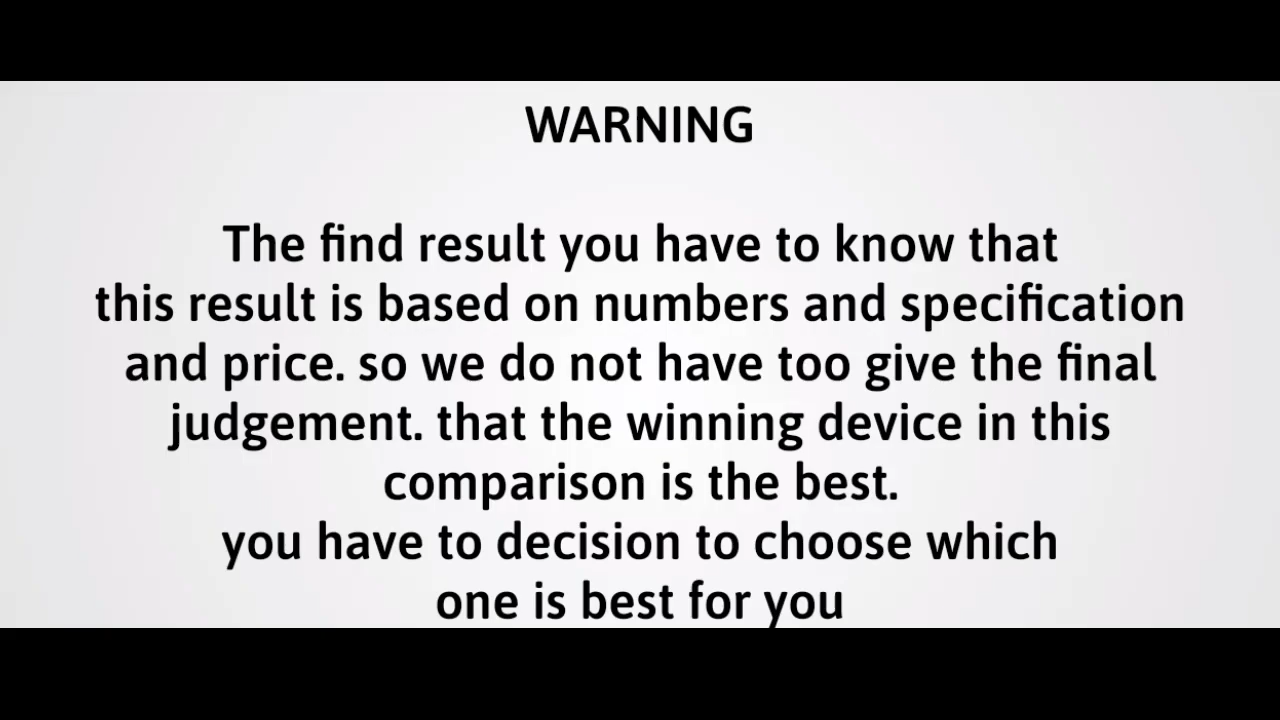 WARNING
The find result you have to know that
this result is based on numbers and specification
and price. so we do not have too give the final
judgement. that the winning device in this
comparison is the best.
you have to decision to choose which
one is best for you